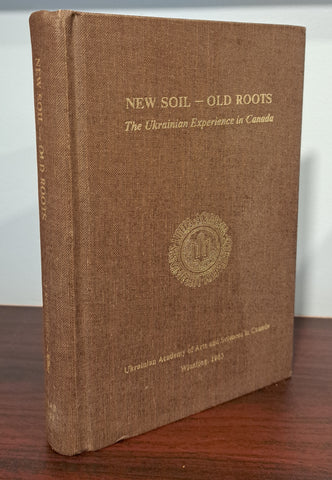 NEW SOIL — OLD ROOTS
The Ukrainian Experience in Canada
Ukrainian Academy of Arts and Sciences in Canada
Winnipeg, 1983
NEW SOIL — OLD ROOTS